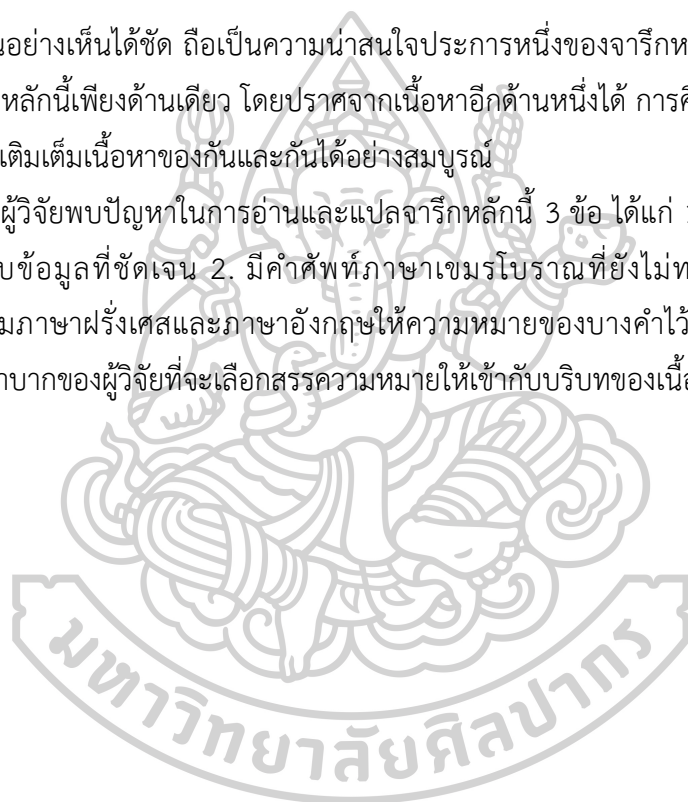 นอย่างเห็นได้ชัด ถือเป็นความน่าสนใจประการหนึ่งของจารึกห
หลักนี้เพียงด้านเดียว โดยปราศจากเนื้อหาอีกด้านหนึ่งได้ การศึ
เติมเต็มเนื้อหาของกันและกันได้อย่างสมบูรณ์
ผู้วิจัยพบปัญหาในการอ่านและแปลจารึกหลักนี้ 3 ข้อ ได้แก่
บข้อมูลที่ชัดเจน 2. มีคำศัพท์ภาษาเขมรโบราณที่ยังไม่ท
มภาษาฝรั่งเศสและภาษาอังกฤษให้ความหมายของบางคำไว้
าบากของผู้วิจัยที่จะเลือกสรรความหมายให้เข้ากับบริบทของเนื้อ
มหาวิทยาลัยศิลปากร